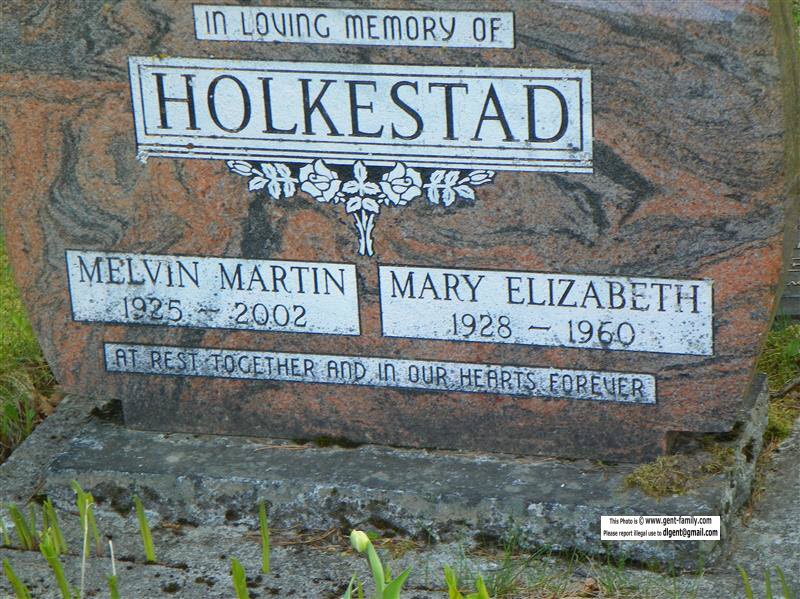 IN LOVING MEMORY OF
HOLKESTAD
MELVIN MARTIN
1925 – 2002
MARY ELIZABETH
1928 – 1960
AT REST TOGETHER AND IN OUR HEARTS FOREVER
This Photo is © www.gent-family.com
Please report illegal use to dlgent@gmail.com